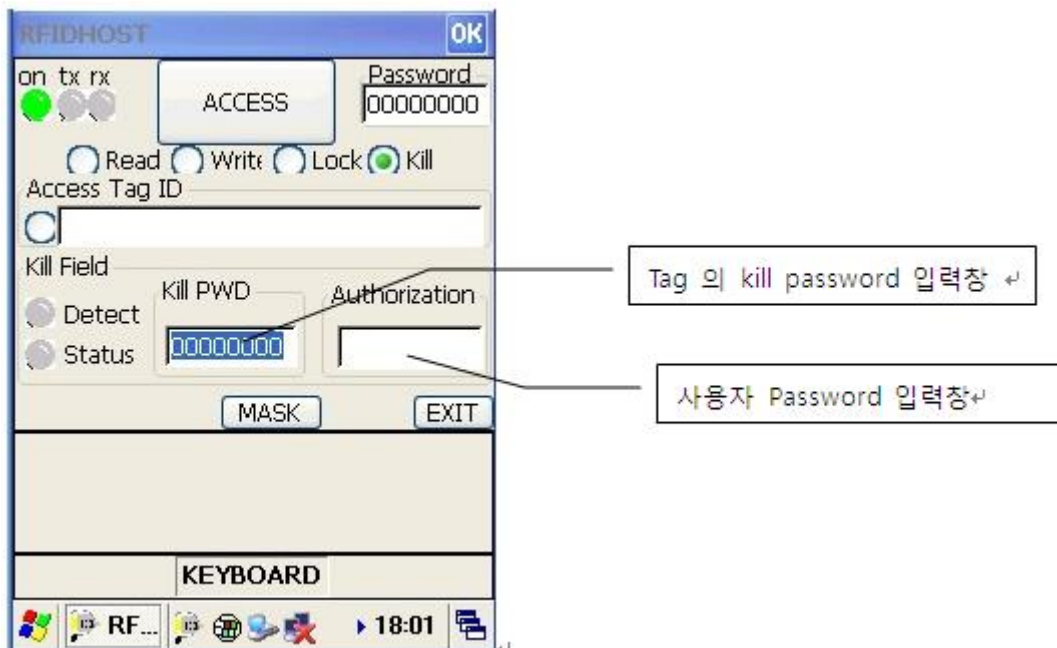 RFIDHOST OK
on tx rx ACCESS Password
00000000
Read Write Lock Kill
Access Tag ID
Kill Field
Kill PWD Authorization
Detect
Status 00000000
Tag 의 kill password 입력창 ↵
사용자 Password 입력창↵
MASK EXIT
KEYBOARD
RF... 18:01